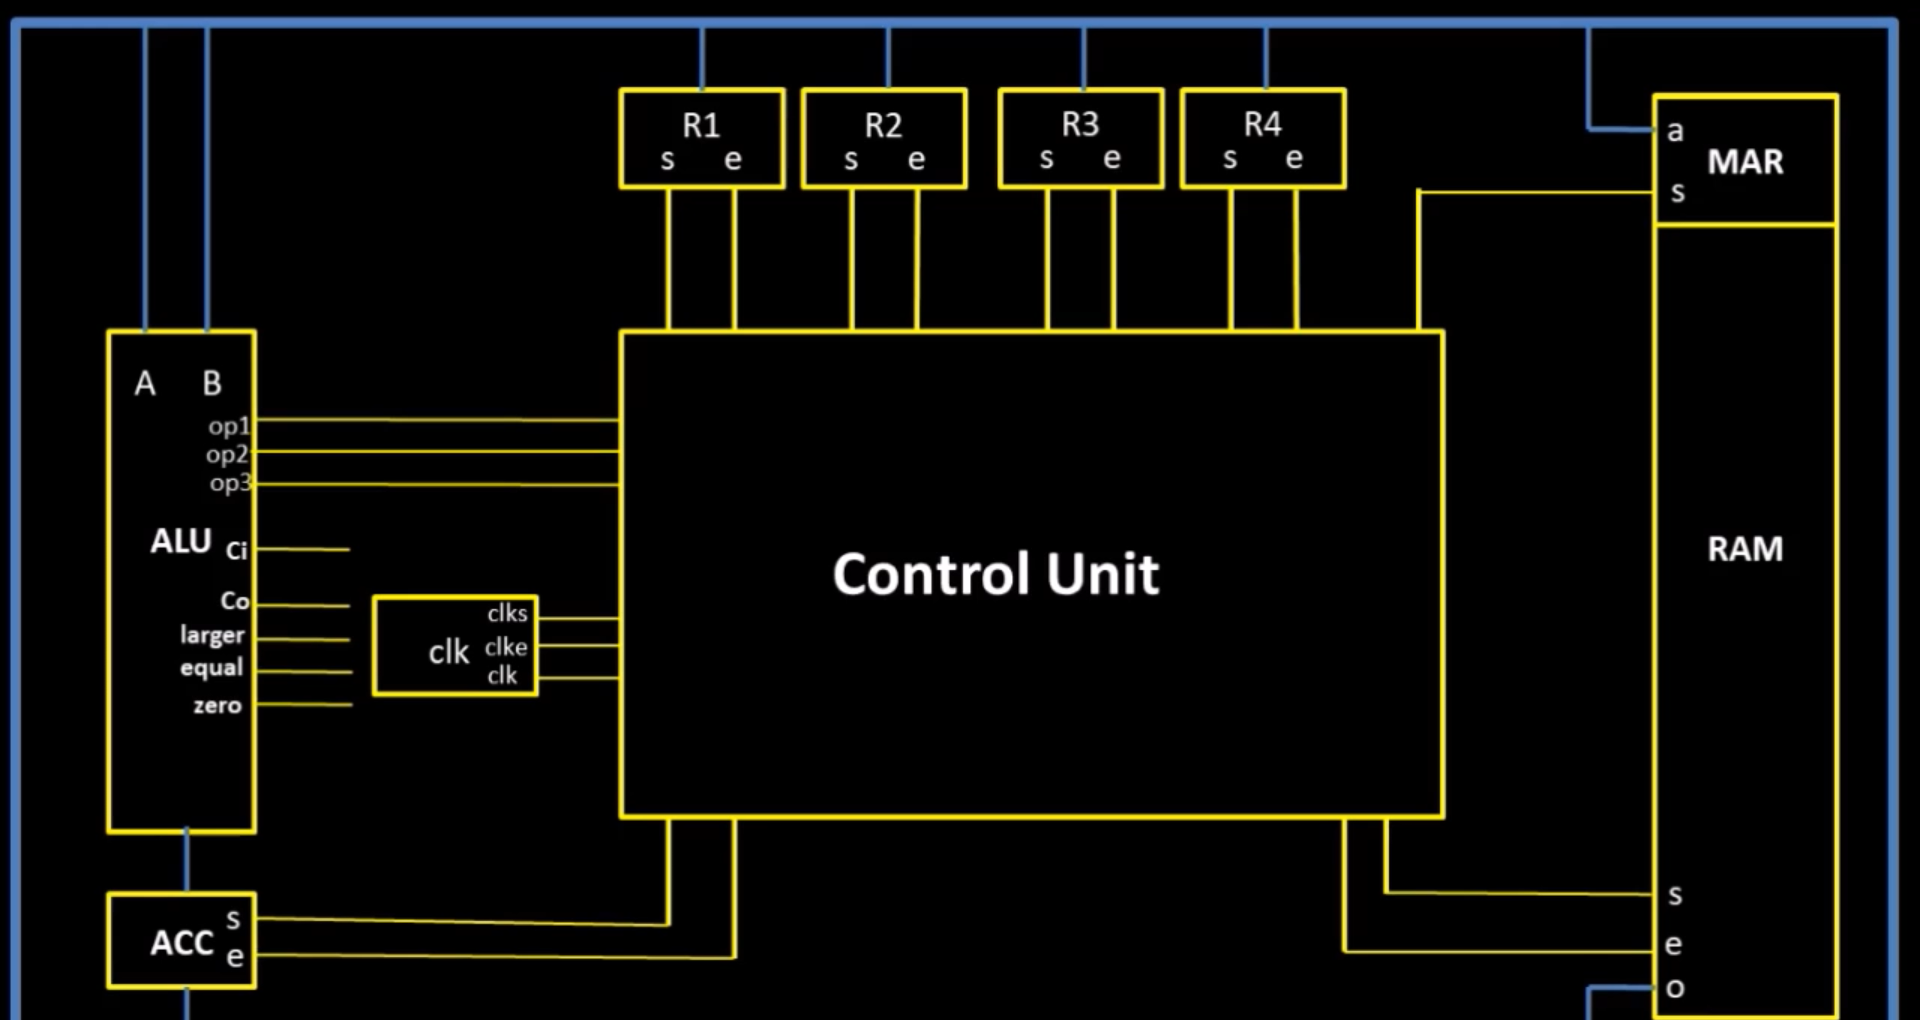 R1
s e
R2
s e
R3
s e
R4
s e
a
MAR
s
A B
op1
op2
op3
ALU Ci
Co
larger
equal
zero
clks
clk clke
clk
Control Unit
RAM
s
ACC
e
s
e
o